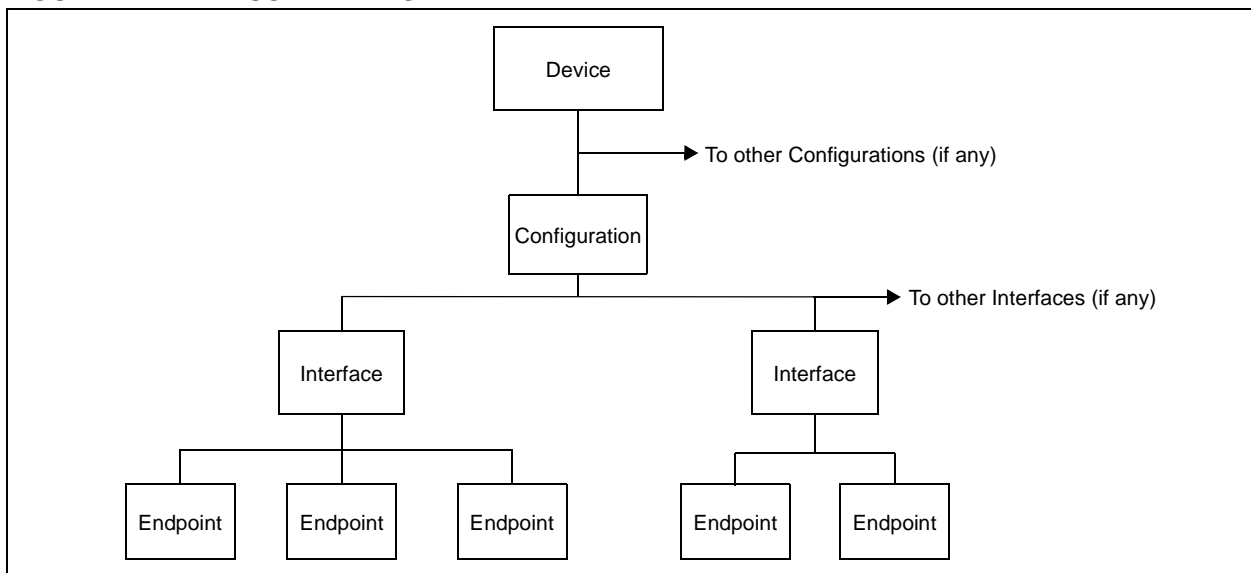 Device
To other Configurations (if any)
Configuration
To other Interfaces (if any)
Interface
Interface
Endpoint
Endpoint
Endpoint
Endpoint
Endpoint